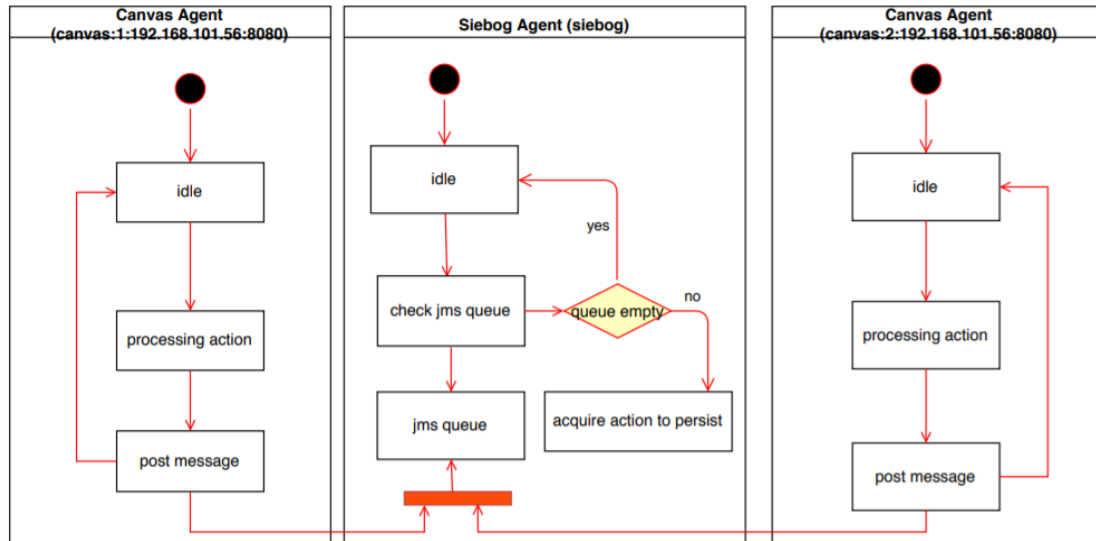 Canvas Agent
(canvas:1:192.168.101.56:8080)
idle
processing action
post message
Siebog Agent (siebog)
idle
yes
check jms queue
queue empty
no
jms queue
acquire action to persist
Canvas Agent
(canvas:2:192.168.101.56:8080)
idle
processing action
post message